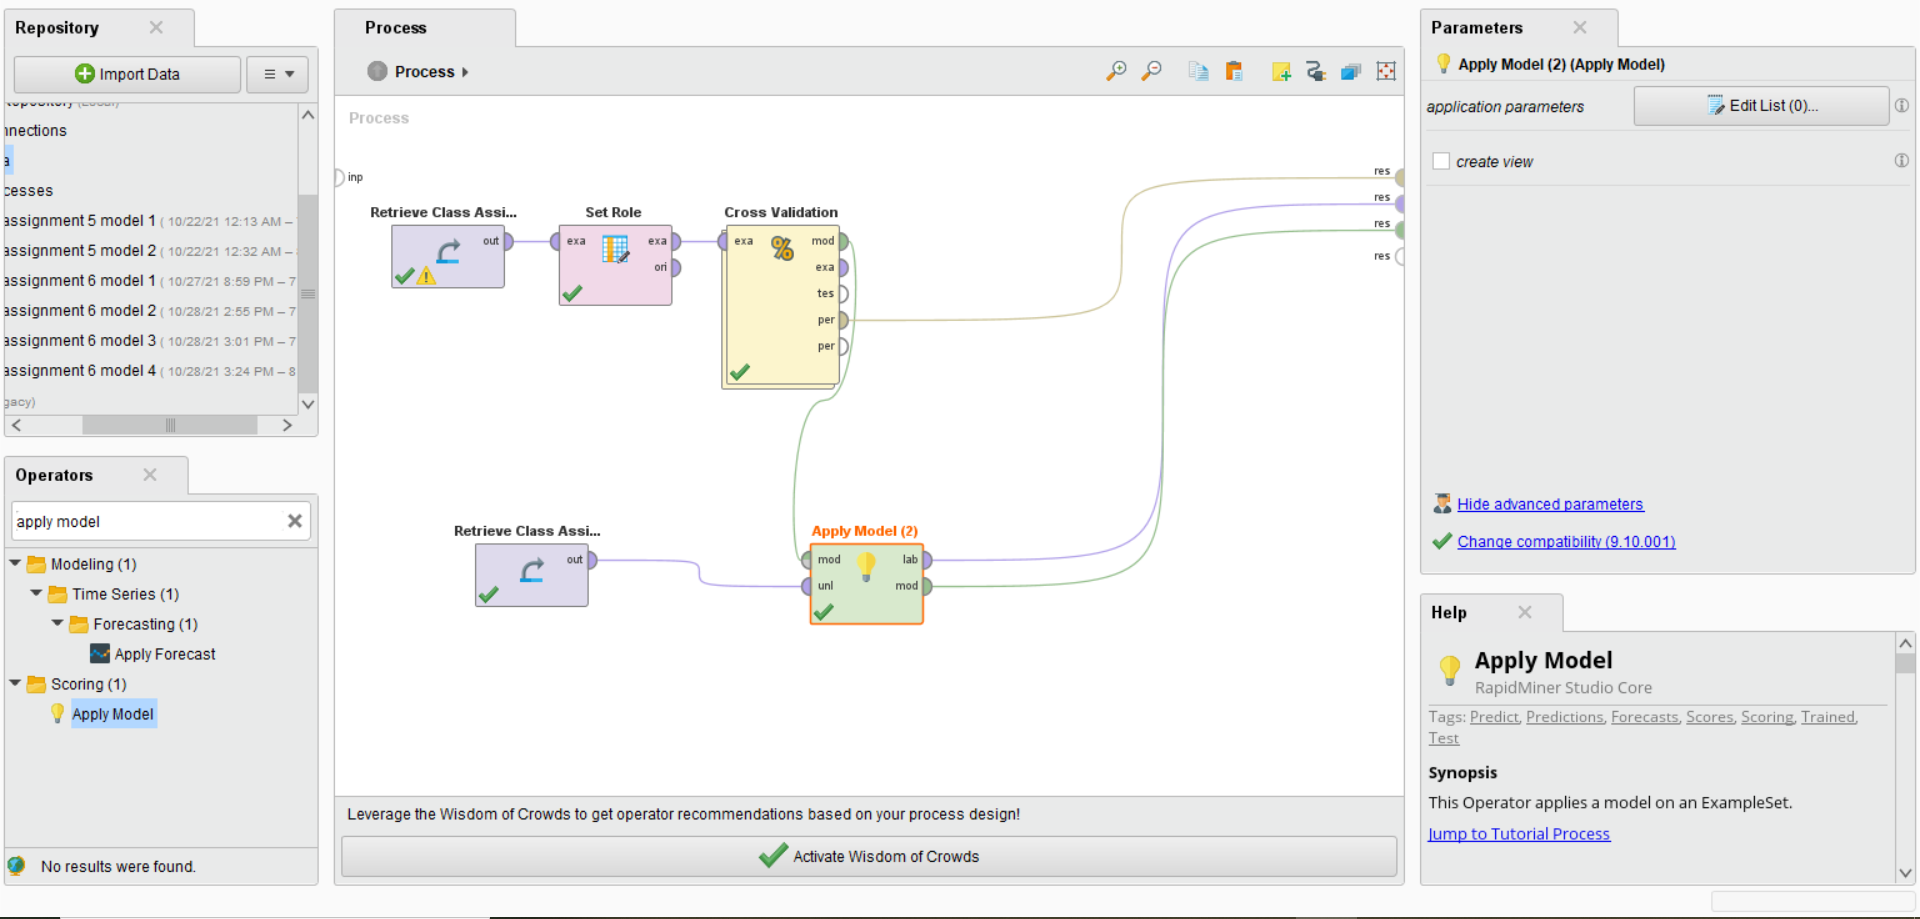 Repository
Import Data
nnections
a
cesses
assignment 5 model 1 ( 10/22/21 12:13 AM –
assignment 5 model 2 ( 10/22/21 12:32 AM –
assignment 6 model 1 ( 10/27/21 8:59 PM – 7
assignment 6 model 2 ( 10/28/21 2:55 PM – 7
assignment 6 model 3 ( 10/28/21 3:01 PM – 7
assignment 6 model 4 ( 10/28/21 3:24 PM – 8
gacy)
Operators
apply model
Modeling (1)
Time Series (1)
Forecasting (1)
Apply Forecast
Scoring (1)
Apply Model
No results were found.
Process
Process
Process
inp
res
res
res
res
Retrieve Class Assi...
out
Set Role
exa
exa
ori
Cross Validation
exa
mod
exa
tes
per
per
Retrieve Class Assi...
out
Apply Model (2)
mod
lab
unl
mod
Leverage the Wisdom of Crowds to get operator recommendations based on your process design!
Activate Wisdom of Crowds
Parameters
Apply Model (2) (Apply Model)
application parameters
Edit List (0)...
create view
Hide advanced parameters
Change compatibility (9.10.001)
Help
Apply Model
RapidMiner Studio Core
Tags: Predict, Predictions, Forecasts, Scores, Scoring, Trained,
Test
Synopsis
This Operator applies a model on an ExampleSet.
Jump to Tutorial Process